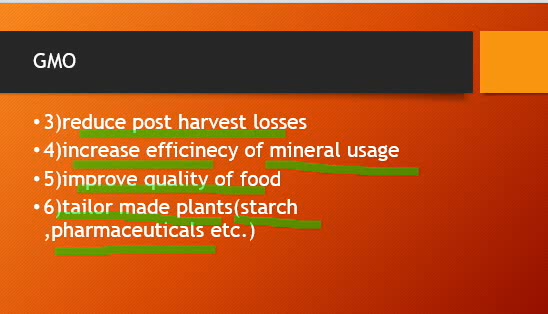 GMO
• 3)reduce post harvest losses
• 4)increase efficinecy of mineral usage
• 5)improve quality of food
• 6)tailor made plants(starch
,pharmaceuticals etc.)